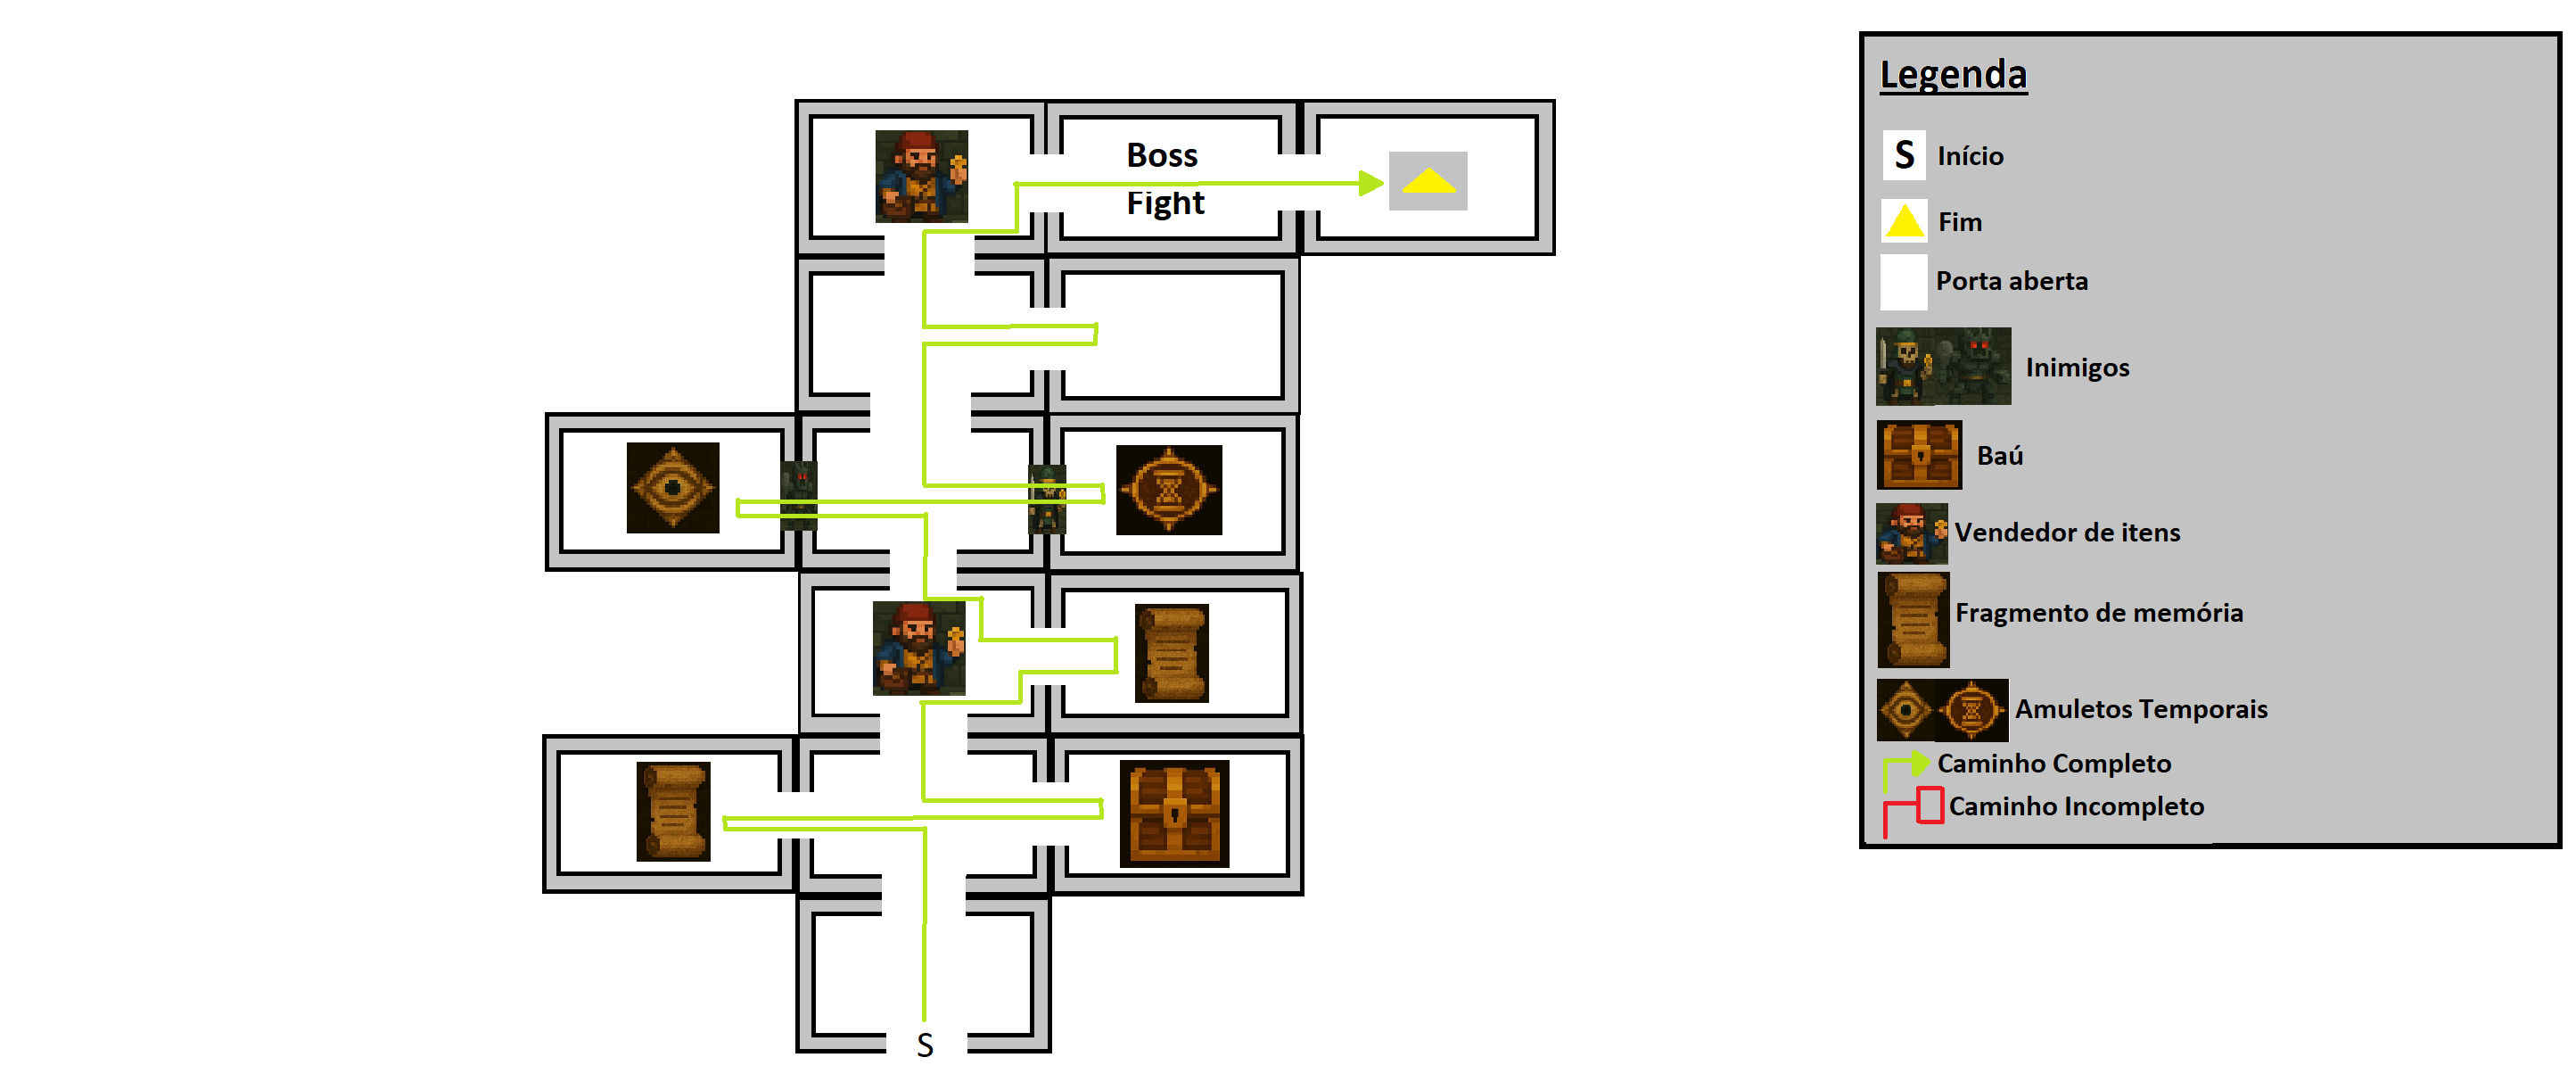 Boss
Fight
S
Legenda
S Início
Fim
Porta aberta
Inimigos
Baú
Vendedor de itens
Fragmento de memória
Amuletos Temporais
Caminho Completo
Caminho Incompleto